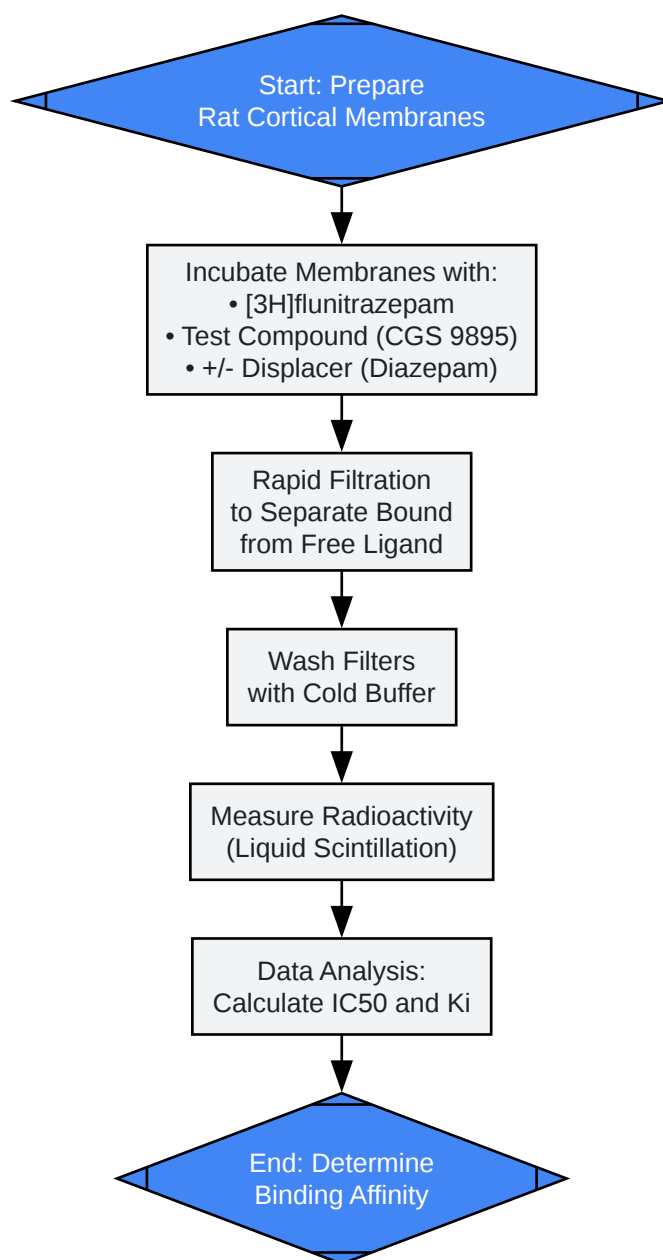 Start: Prepare
Rat Cortical Membranes
Incubate Membranes with:
• [3H]flunitrazepam
• Test Compound (CGS 9895)
• +/- Displacer (Diazepam)
Rapid Filtration
to Separate Bound
from Free Ligand
Wash Filters
with Cold Buffer
Measure Radioactivity
(Liquid Scintillation)
Data Analysis:
Calculate IC50 and Ki
End: Determine
Binding Affinity